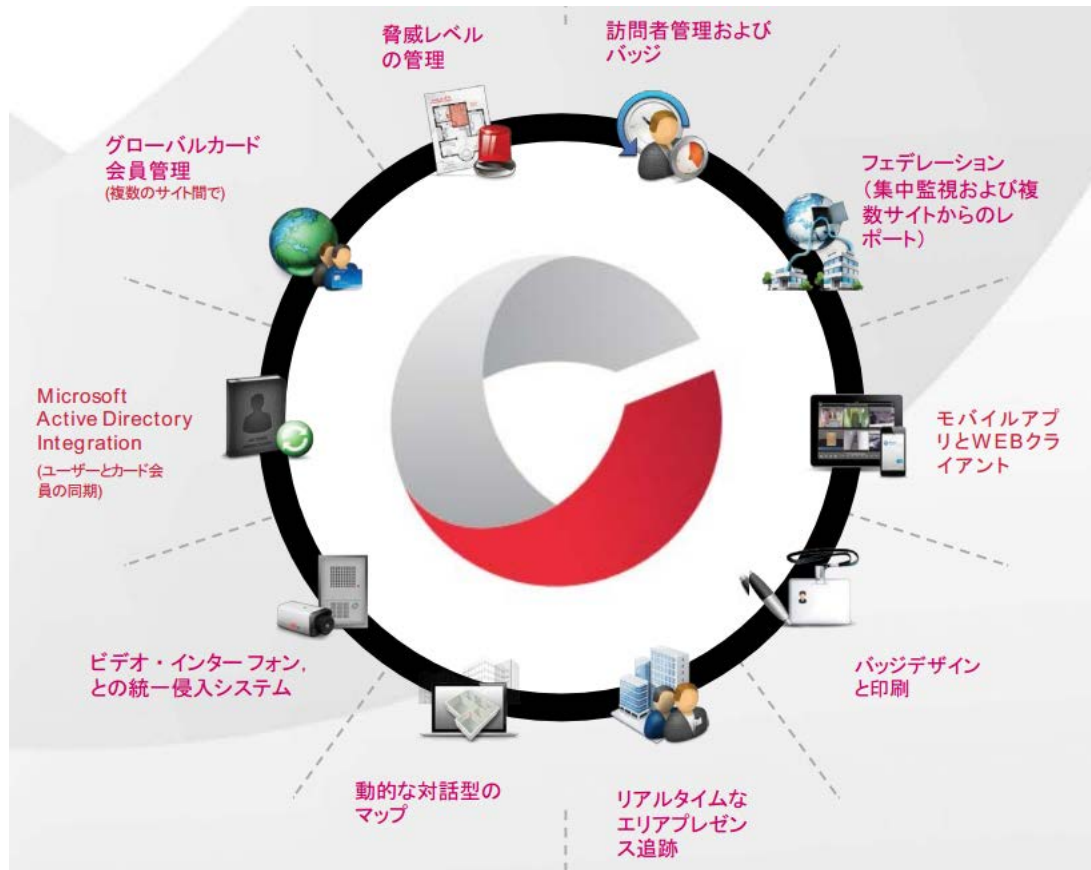 脅威レベル
の管理
訪問者管理および
バッジ
グローバルカード
会員管理
(複数のサイト間で)
フェデレーション
(集中監視および複
数サイトからのレ
ポート)
Microsoft
Active Directory
Integration
(ユーザーとカード会
員の同期)
モバイルアプ
リとWEBクラ
イアント
ビデオ・インターフォン,
との統一侵入システム
バッジデザイン
と印刷
動的な対話型の
マップ
リアルタイムな
エリアプレゼン
ス追跡